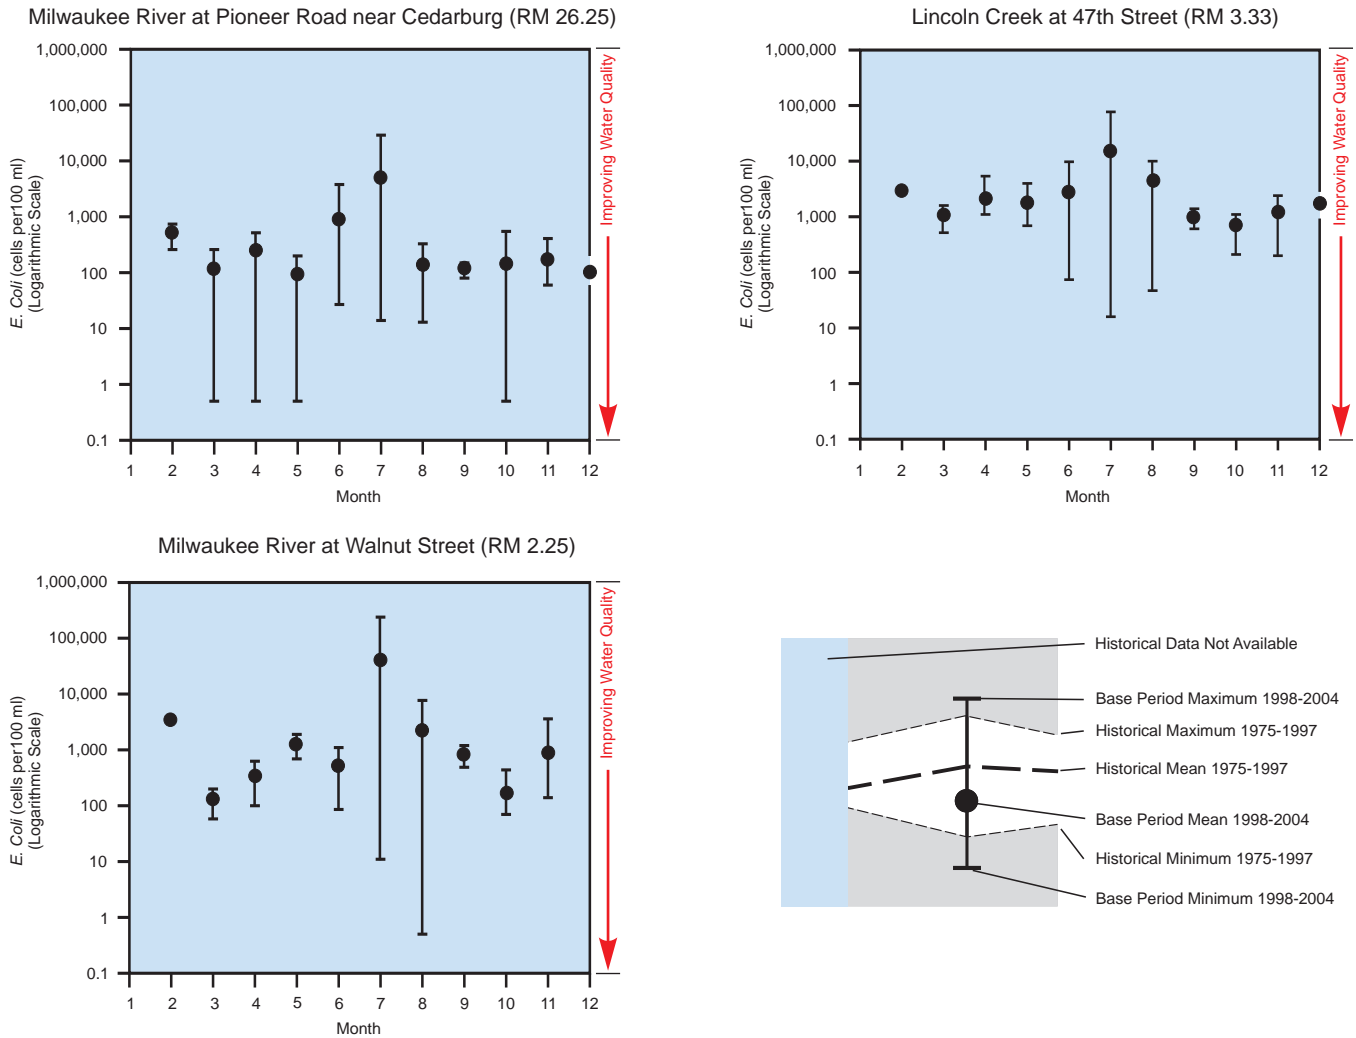 Milwaukee River at Pioneer Road near Cedarburg (RM 26.25)
1,000,000
100,000
10,000
1,000
100
10
1
0.1
E. Coli (cells per100 ml)
(Logarithmic Scale)
1 2 3 4 5 6 7 8 9 10 11 12
Month
Improving Water Quality
Lincoln Creek at 47th Street (RM 3.33)
1,000,000
100,000
10,000
1,000
100
10
1
0.1
E. Coli (cells per100 ml)
(Logarithmic Scale)
1 2 3 4 5 6 7 8 9 10 11 12
Month
Improving Water Quality
Milwaukee River at Walnut Street (RM 2.25)
1,000,000
100,000
10,000
1,000
100
10
1
0.1
E. Coli (cells per100 ml)
(Logarithmic Scale)
1 2 3 4 5 6 7 8 9 10 11 12
Month
Improving Water Quality
Historical Data Not Available
Base Period Maximum 1998-2004
Historical Maximum 1975-1997
Historical Mean 1975-1997
Base Period Mean 1998-2004
Historical Minimum 1975-1997
Base Period Minimum 1998-2004